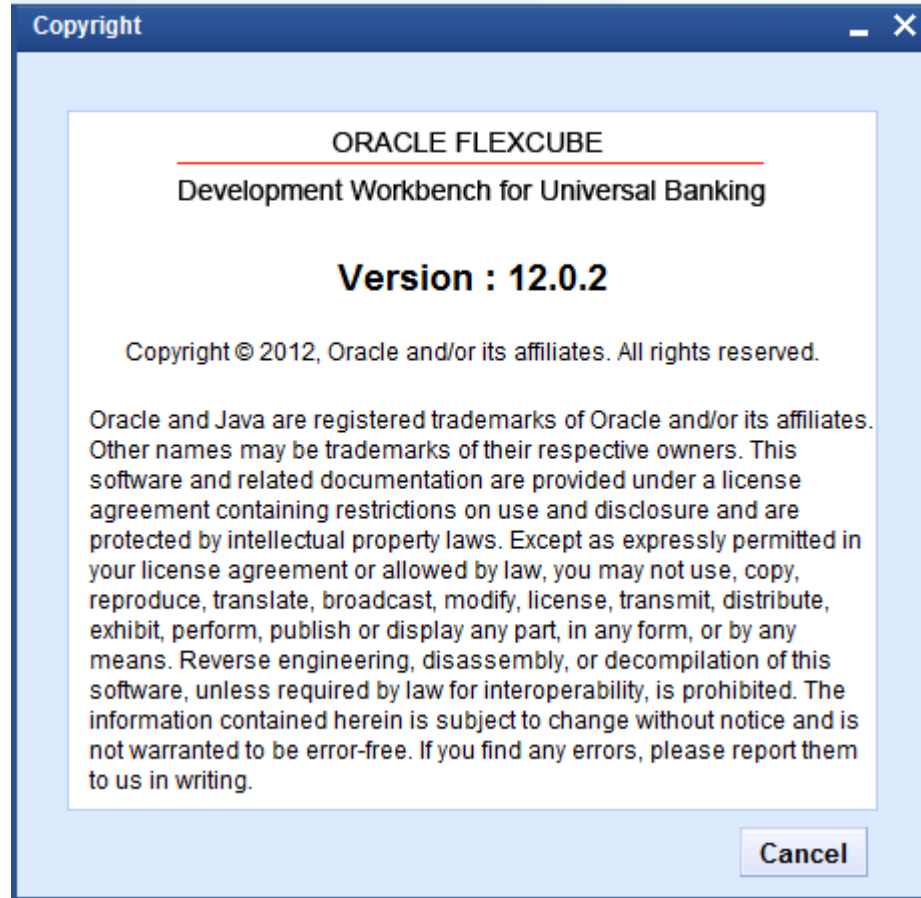 Copyright
ORACLE FLEXCUBE
Development Workbench for Universal Banking
Version : 12.0.2
Copyright © 2012, Oracle and/or its affiliates. All rights reserved.
Oracle and Java are registered trademarks of Oracle and/or its affiliates.
Other names may be trademarks of their respective owners. This
software and related documentation are provided under a license
agreement containing restrictions on use and disclosure and are
protected by intellectual property laws. Except as expressly permitted in
your license agreement or allowed by law, you may not use, copy,
reproduce, translate, broadcast, modify, license, transmit, distribute,
exhibit, perform, publish or display any part, in any form, or by any
means. Reverse engineering, disassembly, or decompilation of this
software, unless required by law for interoperability, is prohibited. The
information contained herein is subject to change without notice and is
not warranted to be error-free. If you find any errors, please report them
to us in writing.
Cancel